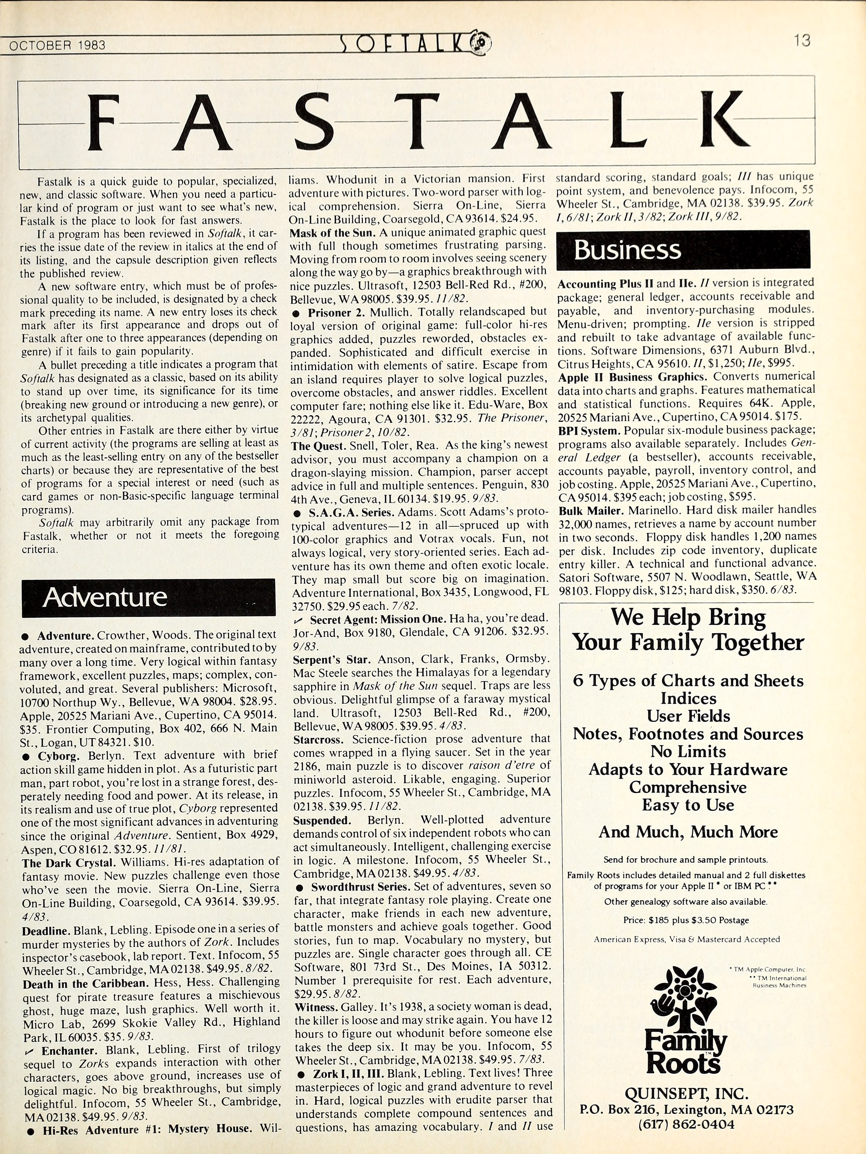 OCTOBER 1983
SOFTALK
13
FASTALK
Fastalk is a quick guide to popular, specialized,
new, and classic software. When you need a particu-
lar kind of program or just want to see what's new,
Fastalk is the place to look for fast answers.
If a program has been reviewed in Softalk, it car-
ries the issue date of the review in italics at the end of
its listing, and the capsule description given reflects
the published review.
A new software entry, which must be of profes-
sional quality to be included, is designated by a check
mark preceding its name. A new entry loses its check
mark after its first appearance and drops out of
Fastalk after one to three appearances (depending on
genre) if it fails to gain popularity.
A bullet preceding a title indicates a program that
Softalk has designated as a classic, based on its ability
to stand up over time, its significance for its time
(breaking new ground or introducing a new genre), or
its archetypal qualities.
Other entries in Fastalk are there either by virtue
of current activity (the programs are selling at least as
much as the least-selling entry on any of the bestseller
charts) or because they are representative of the best
of programs for a special interest or need (such as
card games or non-Basic-specific language terminal
programs).
Softalk may arbitrarily omit any package from
Fastalk, whether or not it meets the foregoing
criteria.
Adventure
● Adventure. Crowther, Woods. The original text
adventure, created on mainframe, contributed to by
many over a long time. Very logical within fantasy
framework, excellent puzzles, maps; complex, con-
voluted, and great. Several publishers: Microsoft,
10700 Northup Wy., Bellevue, WA 98004. $28.95.
Apple, 20525 Mariani Ave., Cupertino, CA 95014.
$35. Frontier Computing, Box 402, 666 N. Main
St., Logan, UT 84321. $10.
● Cyborg. Berlyn. Text adventure with brief
action skill game hidden in plot. As a futuristic part
man, part robot, you're lost in a strange forest, des-
perately needing food and power. At its release, in
its realism and use of true plot, Cyborg represented
one of the most significant advances in adventuring
since the original Adventure. Sentient, Box 4929,
Aspen, CO 81612. $32.95. 11/81.
The Dark Crystal. Williams. Hi-res adaptation of
fantasy movie. New puzzles challenge even those
who've seen the movie. Sierra On-Line, Sierra
On-Line Building, Coarsegold, CA 93614. $39.95.
4/83.
Deadline. Blank, Lebling. Episode one in a series of
murder mysteries by the authors of Zork. Includes
inspector's casebook, lab report. Text. Infocom, 55
Wheeler St., Cambridge, MA 02138. $49.95. 8/82.
Death in the Caribbean. Hess, Hess. Challenging
quest for pirate treasure features a mischievous
ghost, huge maze, lush graphics. Well worth it.
Micro Lab, 2699 Skokie Valley Rd., Highland
Park, IL 60035. $35. 9/83.
✓ Enchanter. Blank, Lebling. First of trilogy
sequel to Zorks expands interaction with other
characters, goes above ground, increases use of
logical magic. No big breakthroughs, but simply
delightful. Infocom, 55 Wheeler St., Cambridge,
MA 02138. $49.95. 9/83.
● Hi-Res Adventure #1: Mystery House. Wil-
liams. Whodunit in a Victorian mansion. First
adventure with pictures. Two-word parser with log-
ical comprehension. Sierra On-Line, Sierra
On-Line Building, Coarsegold, CA 93614. $24.95.
Mask of the Sun. A unique animated graphic quest
with full though sometimes frustrating parsing.
Moving from room to room involves seeing scenery
along the way go by—a graphics breakthrough with
nice puzzles. Ultrasoft, 12503 Bell-Red Rd., #200,
Bellevue, WA 98005. $39.95. 11/82.
● Prisoner 2. Mullich. Totally relandscaped but
loyal version of original game: full-color hi-res
graphics added, puzzles reworded, obstacles ex-
panded. Sophisticated and difficult exercise in
intimidation with elements of satire. Escape from
an island requires player to solve logical puzzles,
overcome obstacles, and answer riddles. Excellent
computer fare; nothing else like it. Edu-Ware, Box
22222, Agoura, CA 91301. $32.95. The Prisoner,
3/81; Prisoner 2, 10/82.
The Quest. Snell, Toler, Rea. As the king's newest
advisor, you must accompany a champion on a
dragon-slaying mission. Champion, parser accept
advice in full and multiple sentences. Penguin, 830
4th Ave., Geneva, IL 60134. $19.95. 9/83.
● S.A.G.A. Series. Adams. Scott Adams's proto-
typical adventures—12 in all—spruced up with
100-color graphics and Votrax vocals. Fun, not
always logical, very story-oriented series. Each ad-
venture has its own theme and often exotic locale.
They map small but score big on imagination.
Adventure International, Box 3435, Longwood, FL
32750. $29.95 each. 7/82.
✓ Secret Agent: Mission One. Ha ha, you're dead.
Jor-And, Box 9180, Glendale, CA 91206. $32.95.
9/83.
Serpent's Star. Anson, Clark, Franks, Ormsby.
Mac Steele searches the Himalayas for a legendary
sapphire in Mask of the Sun sequel. Traps are less
obvious. Delightful glimpse of a faraway mystical
land. Ultrasoft, 12503 Bell-Red Rd., #200,
Bellevue, WA 98005. $39.95. 4/83.
Starcross. Science-fiction prose adventure that
comes wrapped in a flying saucer. Set in the year
2186, main puzzle is to discover raison d'etre of
miniworld asteroid. Likable, engaging. Superior
puzzles. Infocom, 55 Wheeler St., Cambridge, MA
02138. $39.95. 11/82.
Suspended. Berlyn. Well-plotted adventure
demands control of six independent robots who can
act simultaneously. Intelligent, challenging exercise
in logic. A milestone. Infocom, 55 Wheeler St.,
Cambridge, MA 02138. $49.95. 4/83.
● Swordthrust Series. Set of adventures, seven so
far, that integrate fantasy role playing. Create one
character, make friends in each new adventure,
battle monsters and achieve goals together. Good
stories, fun to map. Vocabulary no mystery, but
puzzles are. Single character goes through all. CE
Software, 801 73rd St., Des Moines, IA 50312.
Number 1 prerequisite for rest. Each adventure,
$29.95. 8/82.
Witness. Galley. It's 1938, a society woman is dead,
the killer is loose and may strike again. You have 12
hours to figure out whodunit before someone else
takes the deep six. It may be you. Infocom, 55
Wheeler St., Cambridge, MA 02138. $49.95. 7/83.
● Zork I, II, III. Blank, Lebling. Text lives! Three
masterpieces of logic and grand adventure to revel
in. Hard, logical puzzles with erudite parser that
understands complete compound sentences and
questions, has amazing vocabulary. I and II use
standard scoring, standard goals; III has unique
point system, and benevolence pays. Infocom, 55
Wheeler St., Cambridge, MA 02138. $39.95. Zork
I, 6/81; Zork II, 3/82; Zork III, 9/82.
Business
Accounting Plus II and IIe. II version is integrated
package; general ledger, accounts receivable and
payable, and inventory-purchasing modules.
Menu-driven; prompting. IIe version is stripped
and rebuilt to take advantage of available func-
tions. Software Dimensions, 6371 Auburn Blvd.,
Citrus Heights, CA 95610. II, $1,250; IIe, $995.
Apple II Business Graphics. Converts numerical
data into charts and graphs. Features mathematical
and statistical functions. Requires 64K. Apple,
20525 Mariani Ave., Cupertino, CA 95014. $175.
BPI System. Popular six-module business package;
programs also available separately. Includes Gen-
eral Ledger (a bestseller), accounts receivable,
accounts payable, payroll, inventory control, and
job costing. Apple, 20525 Mariani Ave., Cupertino,
CA 95014. $395 each; job costing, $595.
Bulk Mailer. Marinello. Hard disk mailer handles
32,000 names, retrieves a name by account number
in two seconds. Floppy disk handles 1,200 names
per disk. Includes zip code inventory, duplicate
entry killer. A technical and functional advance.
Satori Software, 5507 N. Woodlawn, Seattle, WA
98103. Floppy disk, $125; hard disk, $350. 6/83.
We Help Bring
Your Family Together
6 Types of Charts and Sheets
Indices
User Fields
Notes, Footnotes and Sources
No Limits
Adapts to Your Hardware
Comprehensive
Easy to Use
And Much, Much More
Send for brochure and sample printouts.
Family Roots includes detailed manual and 2 full diskettes
of programs for your Apple II* or IBM PC.**
Other genealogy software also available.
Price: $185 plus $3.50 Postage
American Express, Visa & Mastercard Accepted
* TM Apple Computer, Inc.
** TM International
Business Machines
Family
Roots™
QUINSEPT, INC.
P.O. Box 216, Lexington, MA 02173
(617) 862-0404